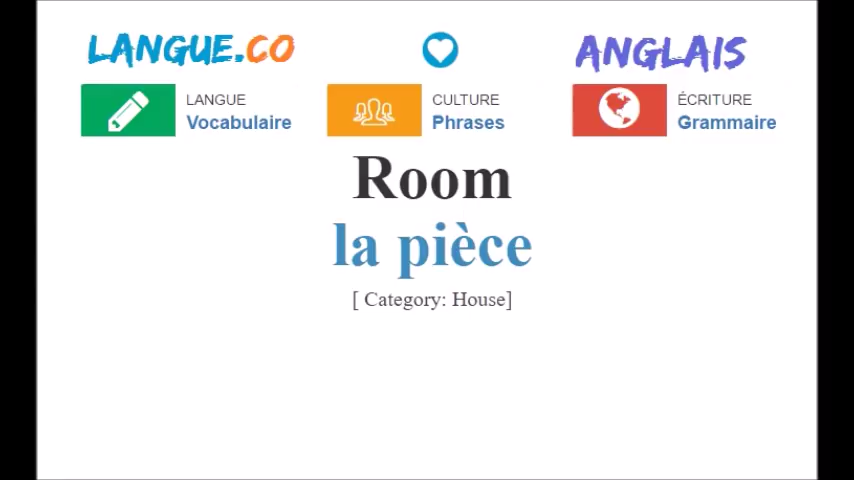 LANGUE.CO
ANGLAIS
LANGUE
Vocabulaire
CULTURE
Phrases
ÉCRITURE
Grammaire
Room
la pièce
[ Category: House]